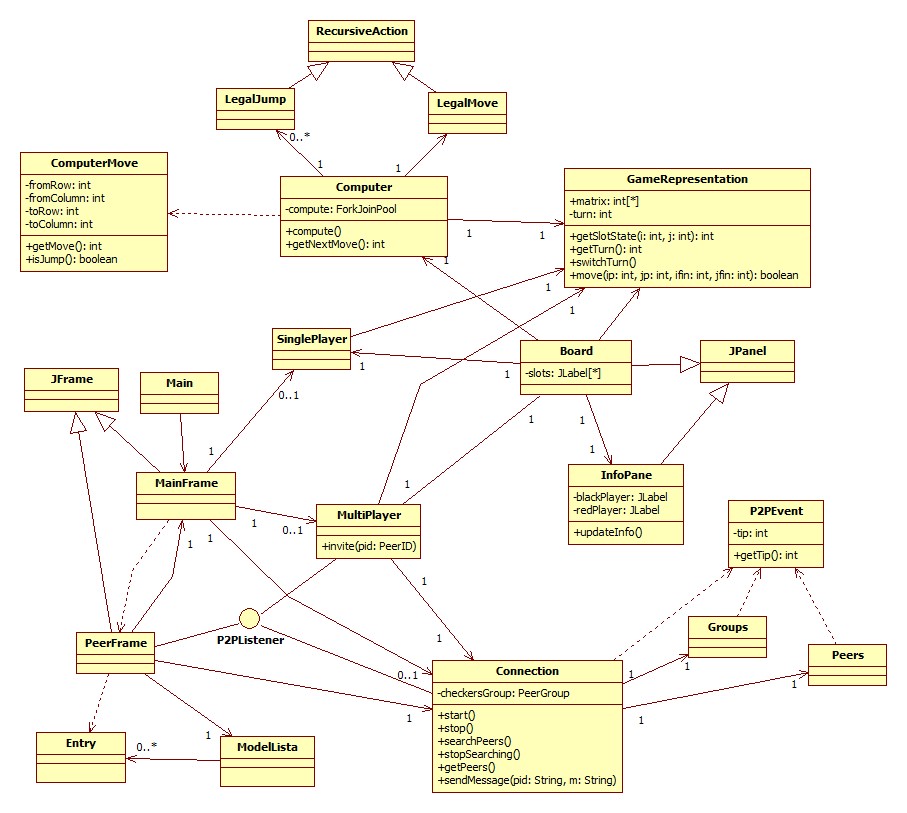 RecursiveAction
LegalJump
LegalMove
0..*
1
1
ComputerMove
-fromRow: int
-fromColumn: int
-toRow: int
-toColumn: int
+getMove(): int
+isJump(): boolean
Computer
-compute: ForkJoinPool
+compute()
+getNextMove(): int
1
1
1
GameRepresentation
+matrix: int[*]
-turn: int
+getSlotState(i: int, j: int): int
+getTurn(): int
+switchTurn()
+move(ip: int, jp: int, ifin: int, jfin: int): boolean
1
1
SinglePlayer
1
1
0..1
Board
-slots: JLabel[*]
JPanel
JFrame
Main
1
1
1
1
1
InfoPane
-blackPlayer: JLabel
-redPlayer: JLabel
+updateInfo()
MainFrame
1
0..1
1
1
MultiPlayer
+invite(pid: PeerID)
P2PEvent
-tip: int
+getTip(): int
1
1
P2PListener
PeerFrame
Groups
Peers
0..1
1
1
1
1
1
1
Connection
-checkersGroup: PeerGroup
+start()
+stop()
+searchPeers()
+stopSearching()
+getPeers()
+sendMessage(pid: String, m: String)
Entry
0..*
1
ModelLista